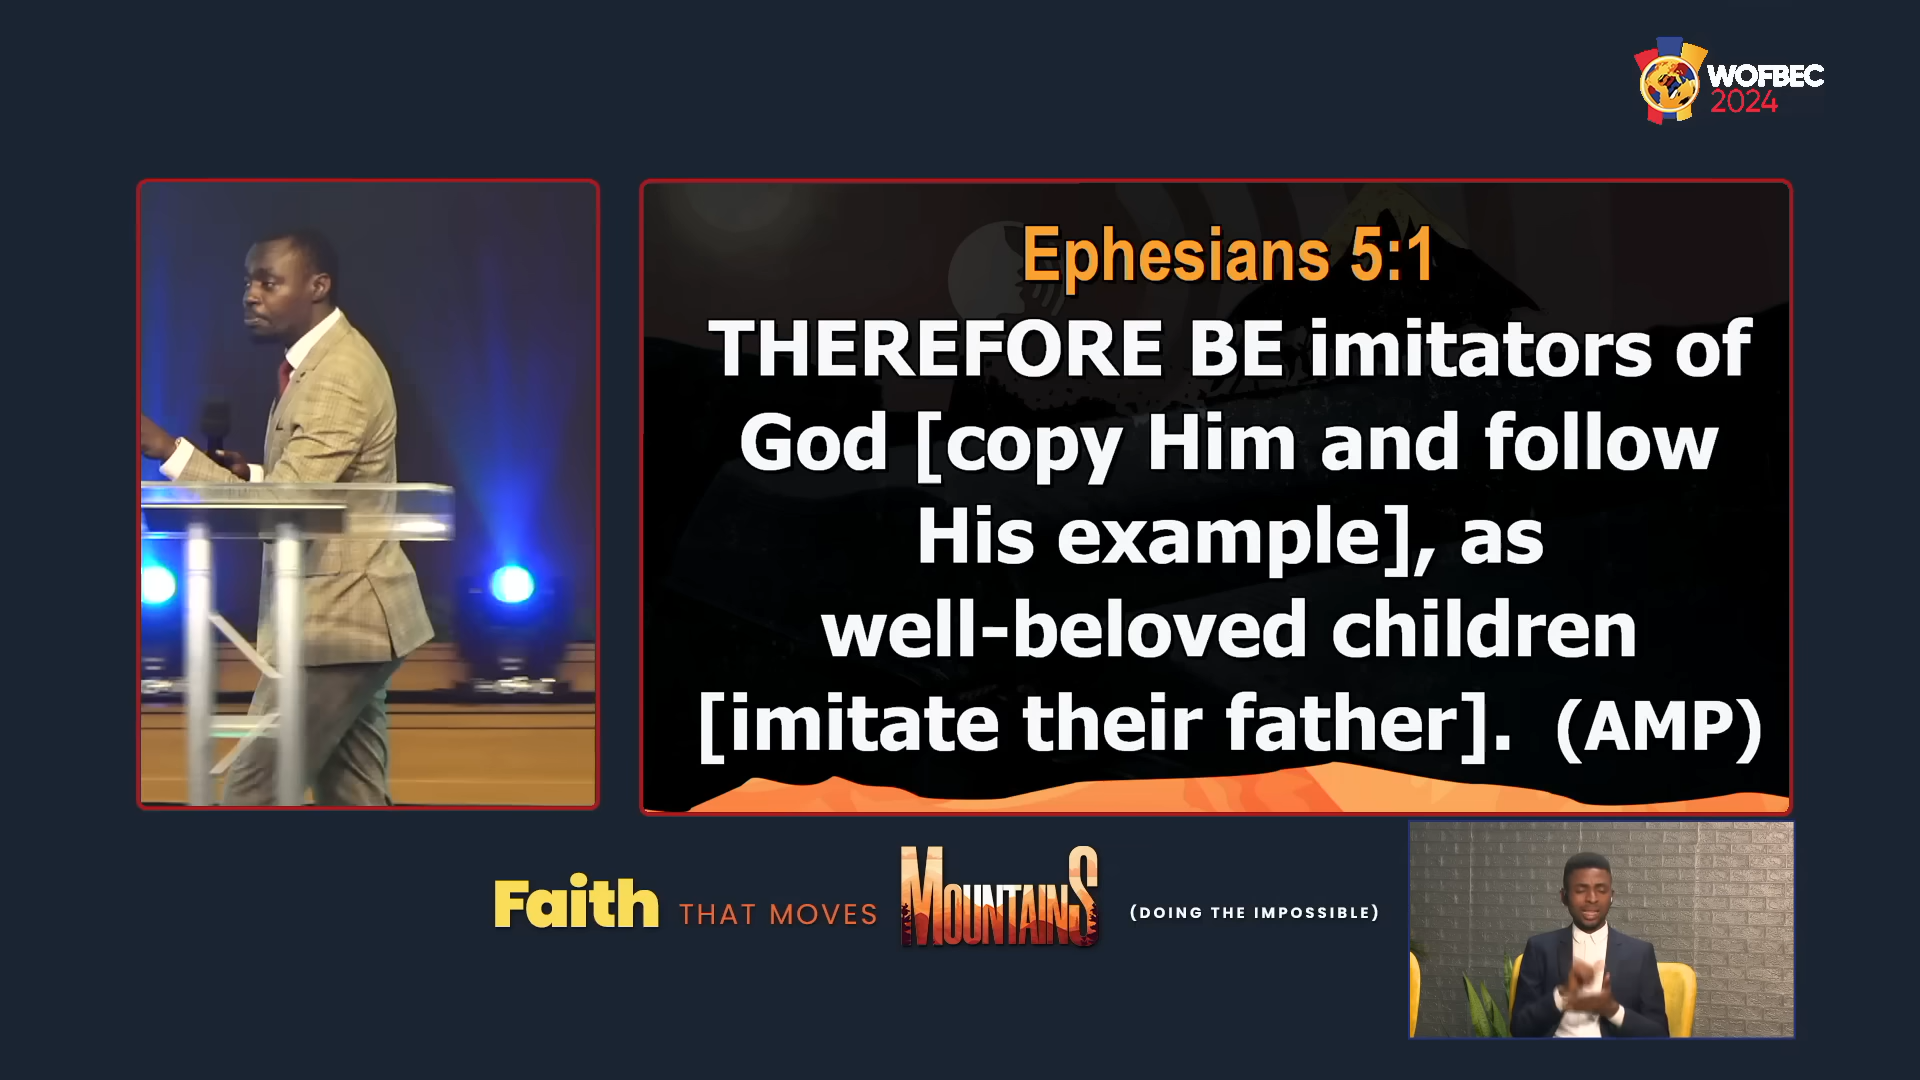 WOFBEC
2024
Ephesians 5:1
THEREFORE BE imitators of
God [copy Him and follow
His example], as
well-beloved children
[imitate their father].  (AMP)
Faith THAT MOVES MOUNTAINS (DOING THE IMPOSSIBLE)